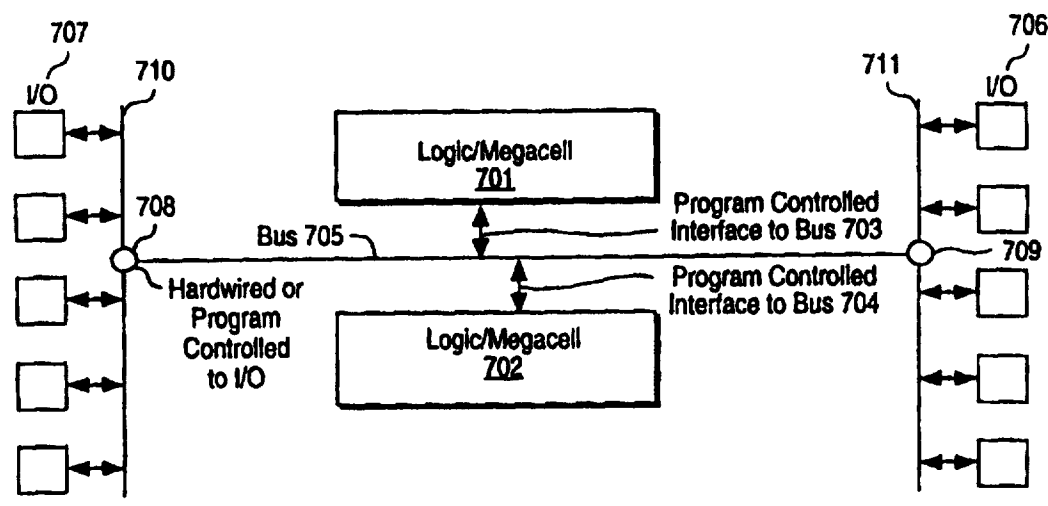 707
I/O
710
711
706
I/O
Logic/Megacell
701
708
Bus 705
Program Controlled
Interface to Bus 703
709
Hardwired or
Program
Controlled
to I/O
Program Controlled
Interface to Bus 704
Logic/Megacell
702